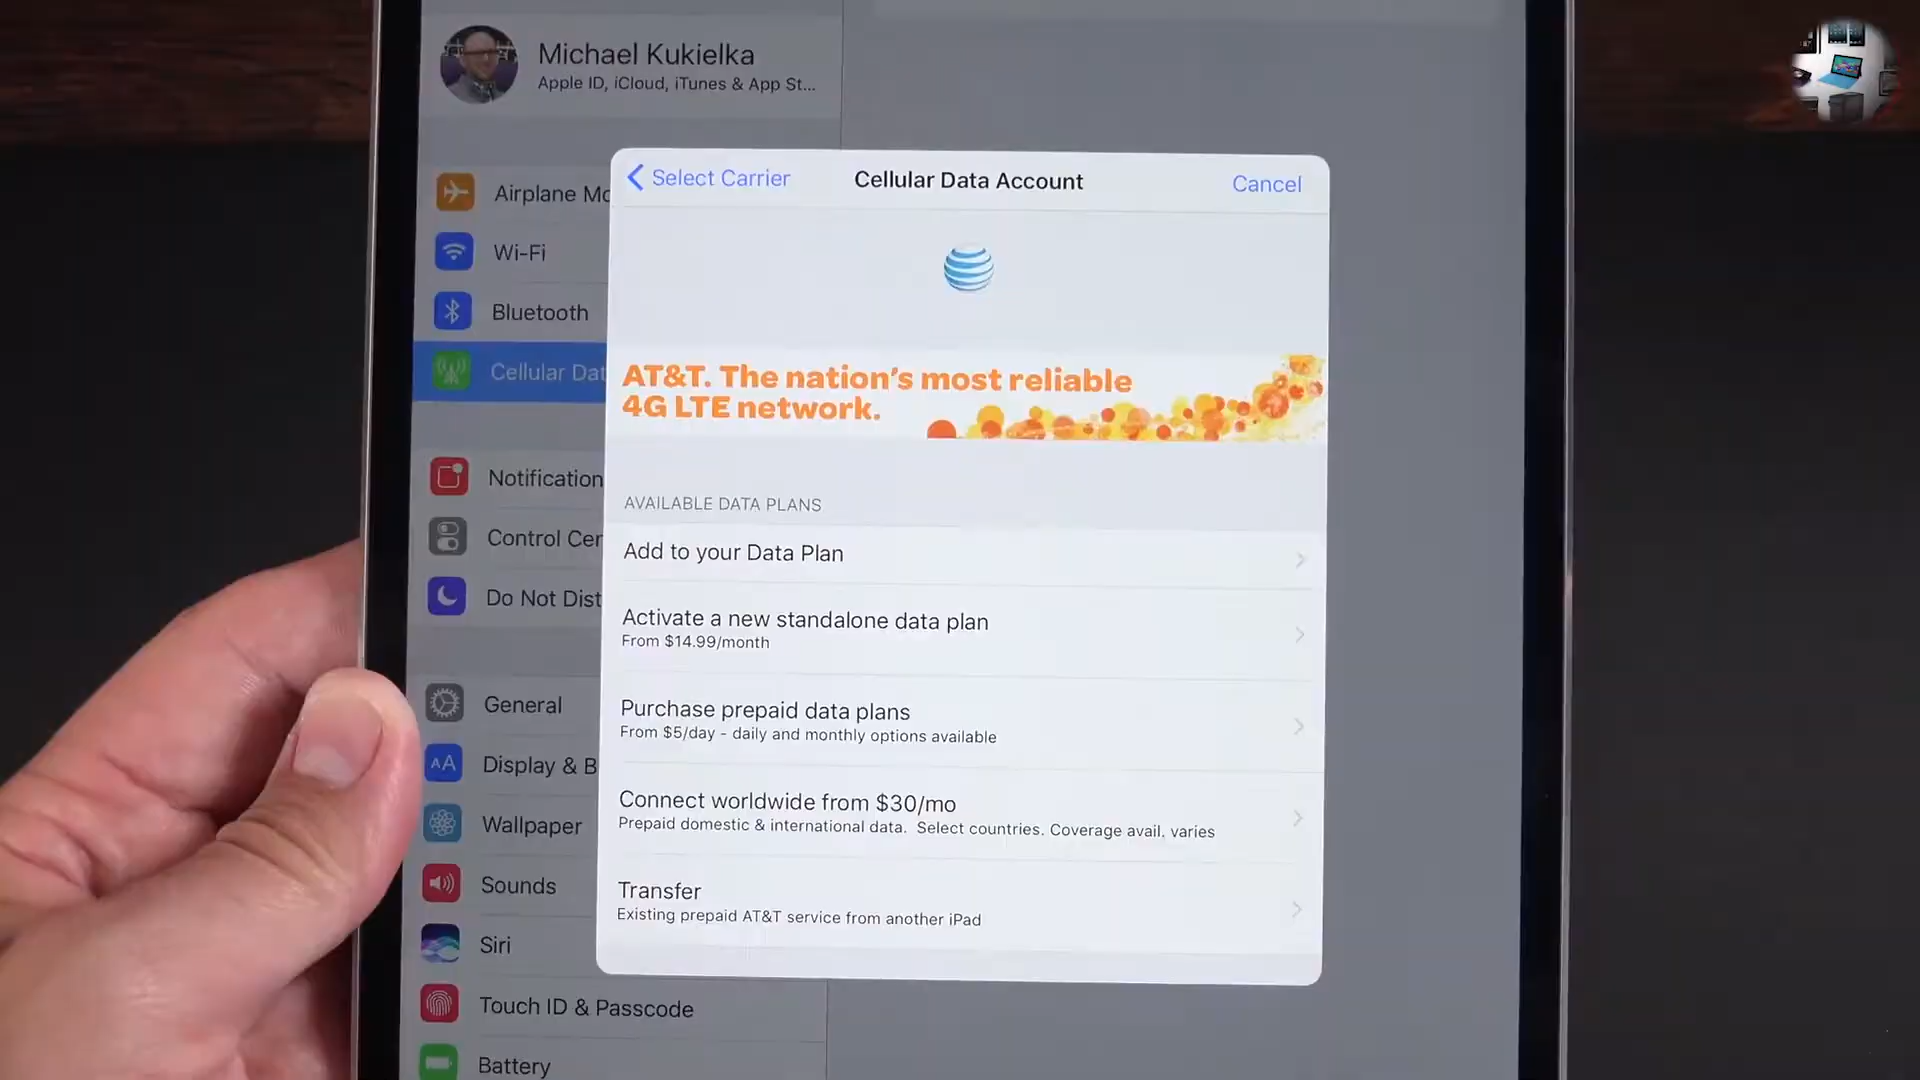 Michael Kukielka
Apple ID, iCloud, iTunes & App St...
Airplane Mo
Wi-Fi
Bluetooth
Cellular Dat
Notification
Control Cen
Do Not Dist
General
AA
Display & B
Wallpaper
Sounds
Siri
Touch ID & Passcode
Battery
Select Carrier
Cellular Data Account
Cancel
AT&T. The nation's most reliable
4G LTE network.
AVAILABLE DATA PLANS
Add to your Data Plan
Activate a new standalone data plan
From $14.99/month
Purchase prepaid data plans
From $5/day - daily and monthly options available
Connect worldwide from $30/mo
Prepaid domestic & international data. Select countries. Coverage avail. varies
Transfer
Existing prepaid AT&T service from another iPad